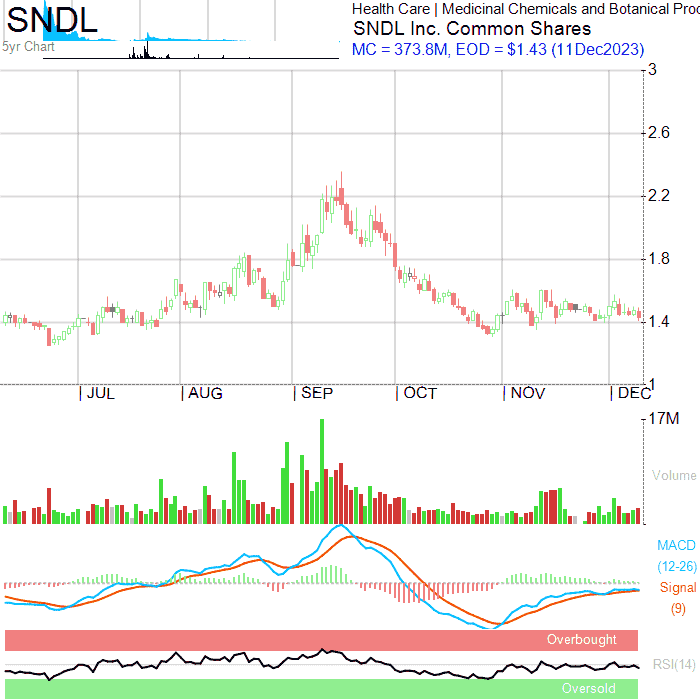 SNDL
5yr Chart
Health Care | Medicinal Chemicals and Botanical Proc
SNDL Inc. Common Shares
MC = 373.8M, EOD = $1.43 (11Dec2023)
3
2.6
2.2
1.8
1.4
1
| JUL | AUG | SEP | OCT | NOV | DEC
17M
Volume
MACD
(12-26)
Signal
(9)
Overbought
RSI(14)
Oversold